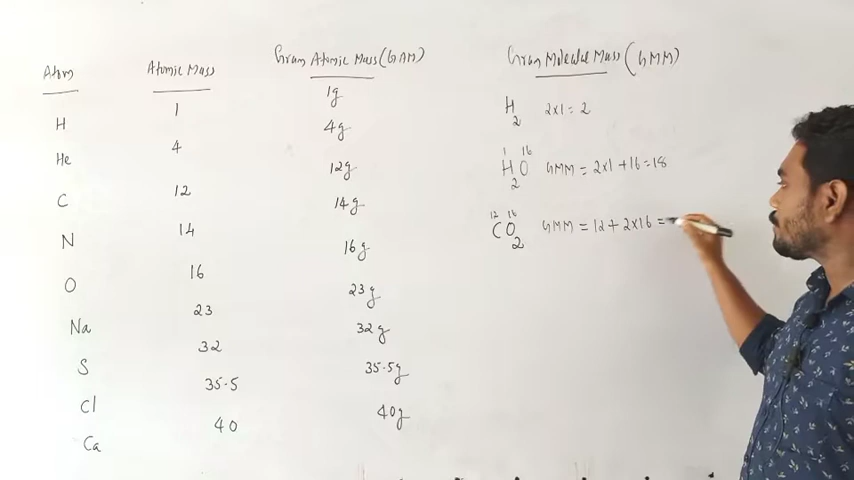 Atom Atomic Mass Gram Atomic Mass (GAM)
H 1 1g
He 4 4g
C 12 12g
N 14 14g
O 16 16g
Na 23 23g
S 32 32g
Cl 35.5 35.5g
Ca 40 40g
Gram Molecular Mass (GMM)
H2 2x1 = 2
1 16
H2O GMM = 2x1 + 16 = 18
12 16
CO2 GMM = 12 + 2x16 =